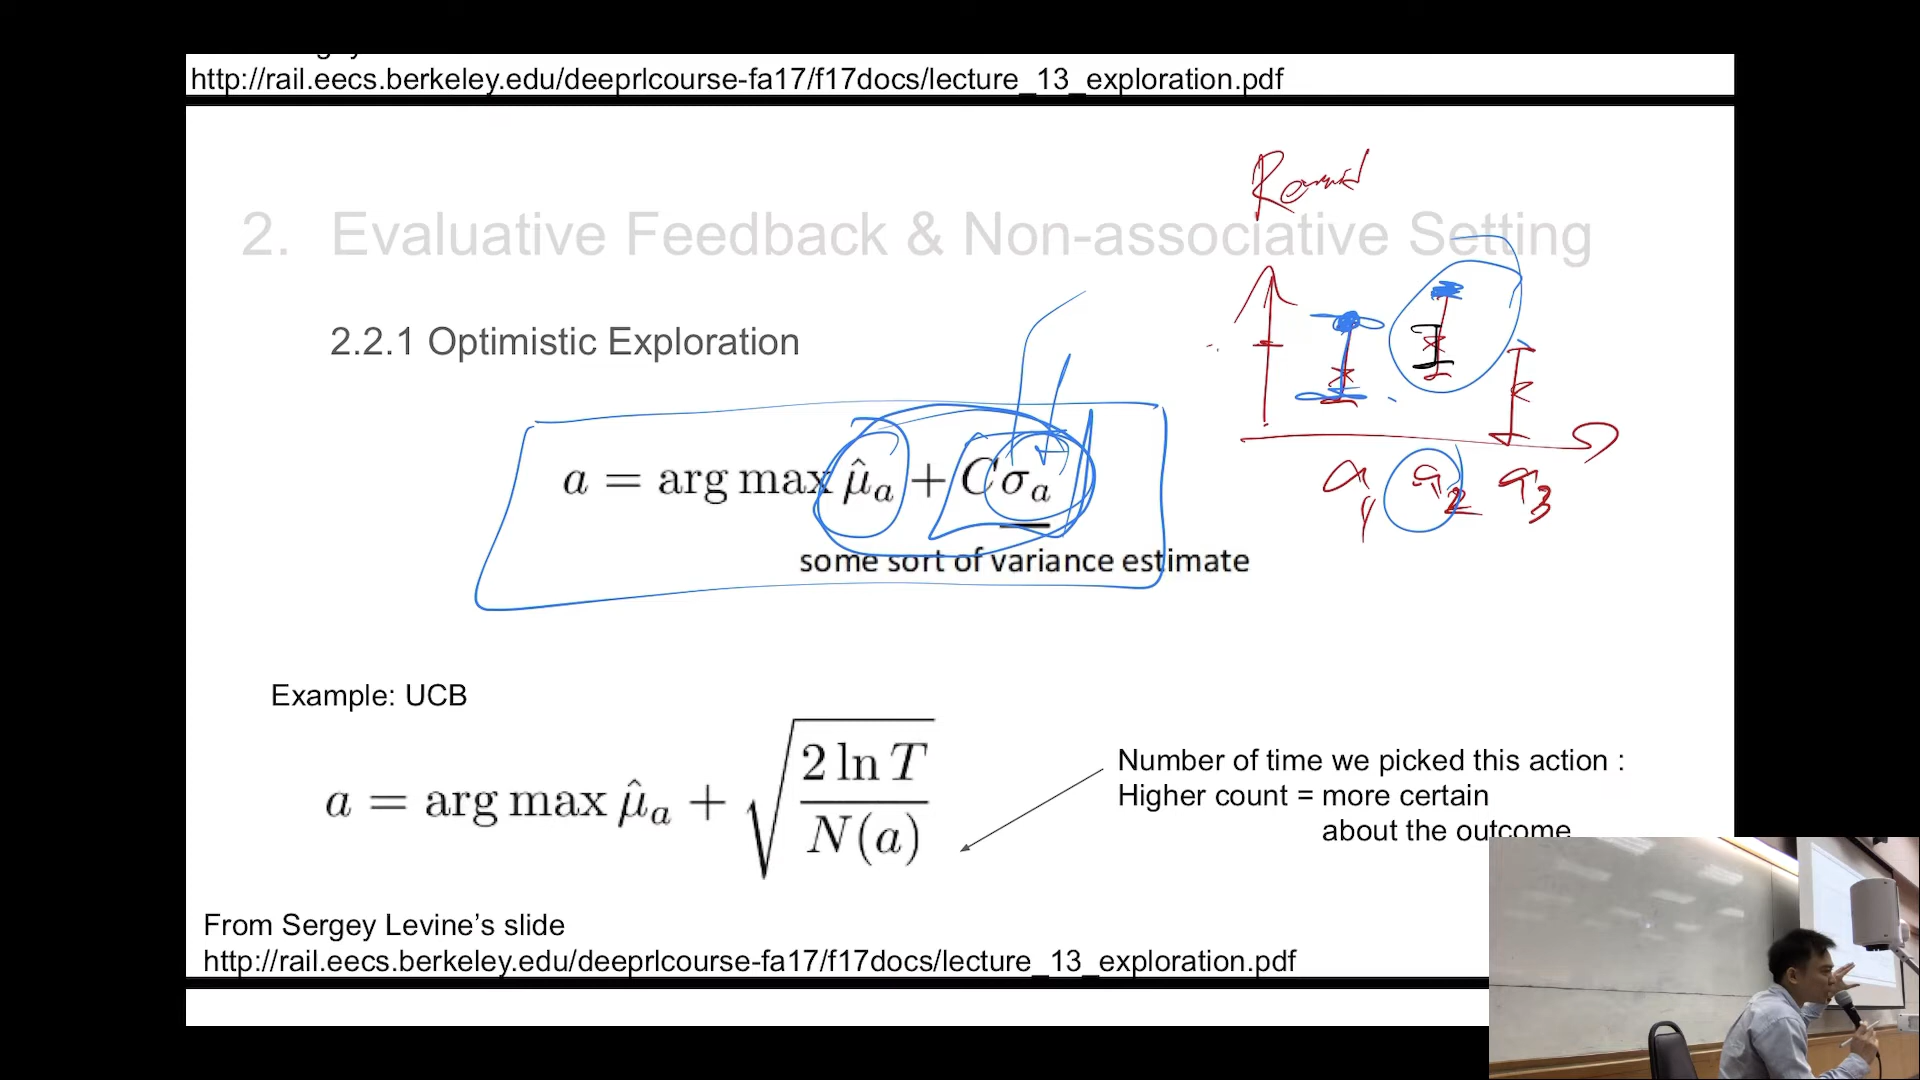 http://rail.eecs.berkeley.edu/deeprlcourse-fa17/f17docs/lecture_13_exploration.pdf
Reward
2. Evaluative Feedback & Non-associative Setting
2.2.1 Optimistic Exploration
a = arg max μ̂ₐ + Cσₐ
a₁ a₂ a₃
some sort of variance estimate
Example: UCB
a = arg max μ̂ₐ + √(2 ln T / N(a))
Number of time we picked this action :
Higher count = more certain
about the outcome
From Sergey Levine’s slide
http://rail.eecs.berkeley.edu/deeprlcourse-fa17/f17docs/lecture_13_exploration.pdf